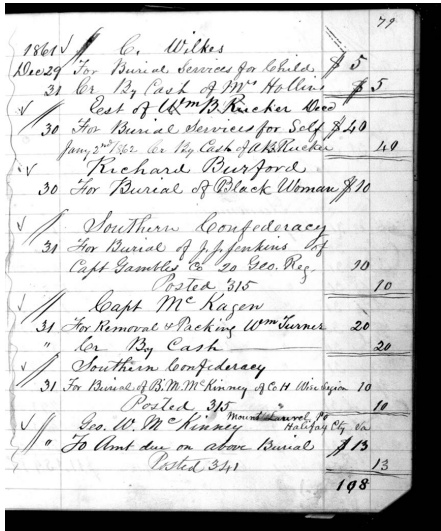 79
1861 √ // C. Wilkes
Dec 29 For Burial Services for Child $ 5
31 Cr By Cash of Mrs Hollins $ 5
√ // Est of Wm B Rucker Decd
30 For Burial Services for Self $ 40
Jany 2nd 1862 Cr By Cash of A B Rucker 40
√ Richard Burford
30 For Burial of Black Woman $ 10
√ // Southern Confederacy
31 For Burial of J. J. Jenkins of
Capt Gambles Co 20 Geo. Reg 10
Posted 315 10
√ // Capt McKagen
31 For Removal & Packing Wm Turner 20
" Cr By Cash 20
√ // Southern Confederacy
31 For Burial of B. M. McKinney of Co H Wise Legion 10
Posted 315 10
√ // Geo. W. McKinney Mount Laurel Po Halifax Cty Va
" To Amt due on above Burial $ 13
Posted 341 13
108